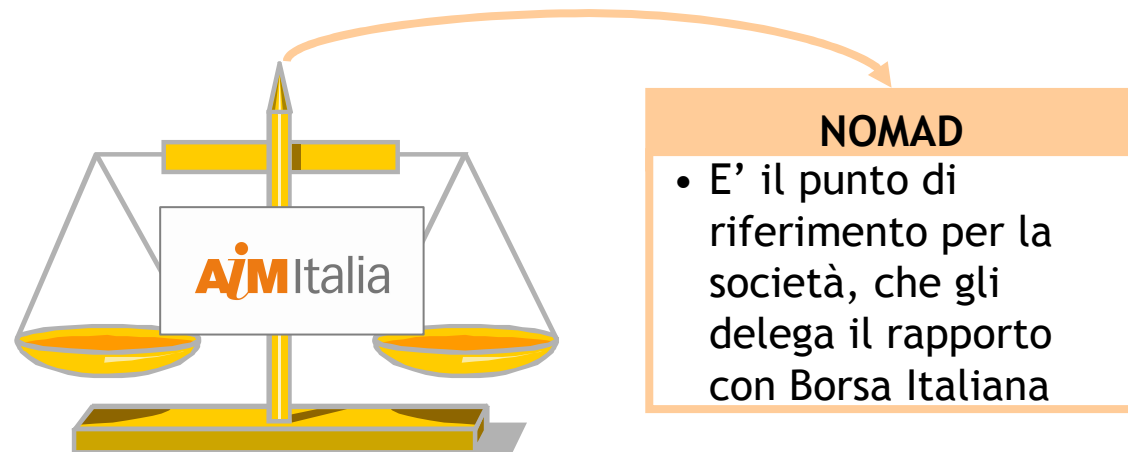 AIM Italia
NOMAD
• E’ il punto di
riferimento per la
società, che gli
delega il rapporto
con Borsa Italiana